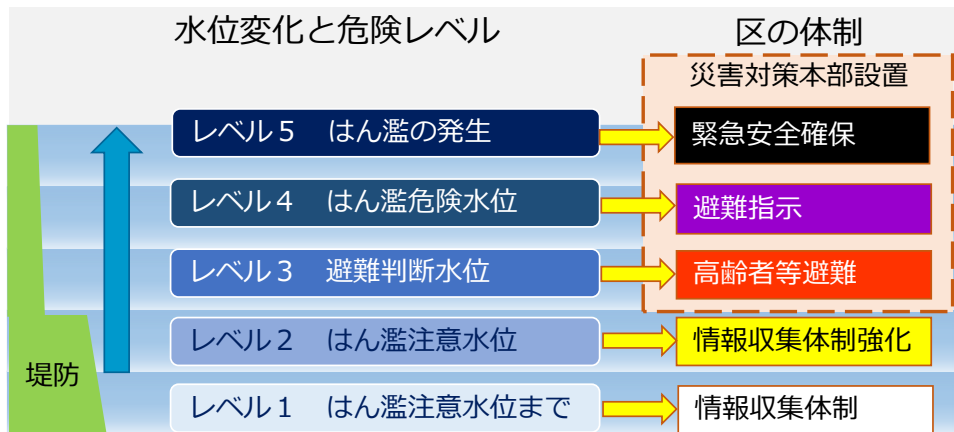 水位変化と危険レベル
区の体制
災害対策本部設置
レベル５　はん濫の発生
緊急安全確保
レベル４　はん濫危険水位
避難指示
レベル３　避難判断水位
高齢者等避難
レベル２　はん濫注意水位
情報収集体制強化
堤防
レベル１　はん濫注意水位まで
情報収集体制